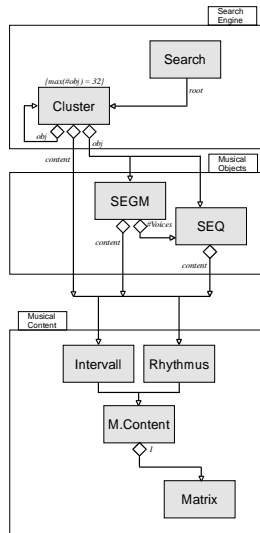 Search
Engine
Search
{max(#obj) = 32}
root
Cluster
obj
content
obj
Musical
Objects
SEGM
#Voices
content
SEQ
content
Musical
Content
Intervall
Rhythmus
M.Content
1
Matrix